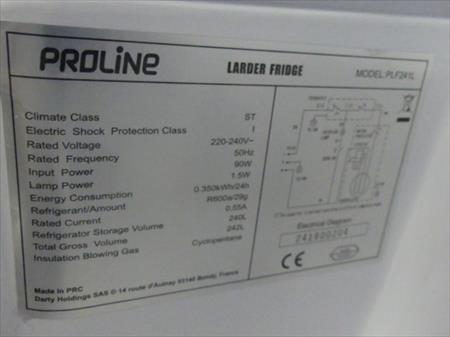 PROLINE
LARDER FRIDGE
MODEL: PLF241L
Climate Class ST
Electric Shock Protection Class I
Rated Voltage 220-240V~
Rated Frequency 50Hz
Input Power 90W
Lamp Power 1.5W
Energy Consumption 0.350kWh/24h
Refrigerant/Amount R600a/29g
Rated Current 0.55A
Refrigerator Storage Volume 240L
Total Gross Volume 242L
Insulation Blowing Gas Cyclopentane
Electrical Diagram
241800204
CE
Made in PRC
Darty Holdings SAS © 14 route d'Aulnay 93140 Bondy, France